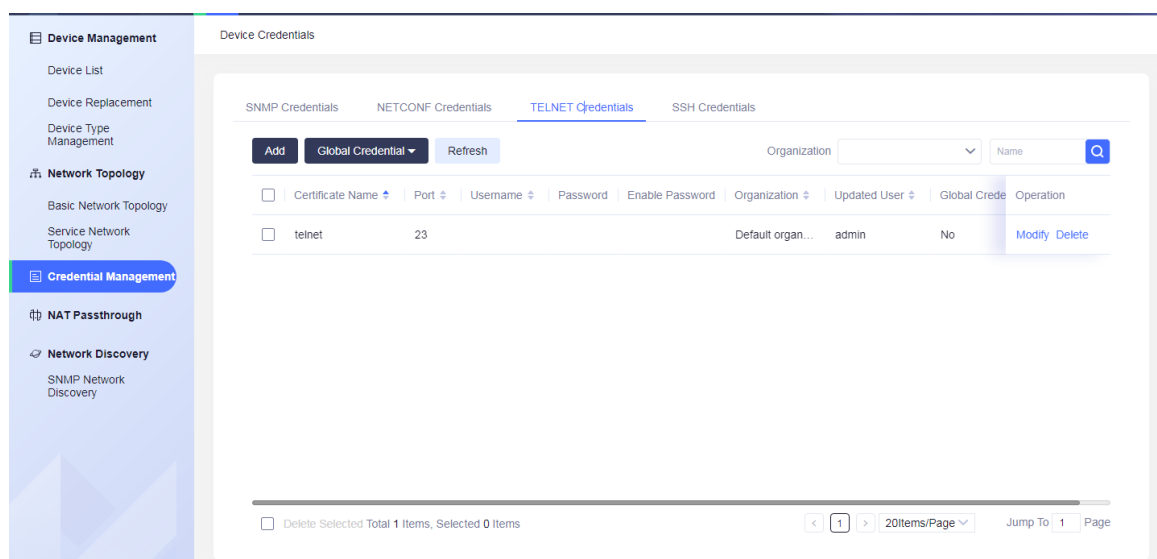 Device Management
Device List
Device Replacement
Device Type
Management
Network Topology
Basic Network Topology
Service Network
Topology
Credential Management
NAT Passthrough
Network Discovery
SNMP Network
Discovery
Device Credentials
SNMP Credentials NETCONF Credentials TELNET Credentials SSH Credentials
Add Global Credential Refresh Organization Name
Certificate Name Port Username Password Enable Password Organization Updated User Global Crede Operation
telnet 23 Default organ... admin No Modify Delete
Delete Selected Total 1 Items, Selected 0 Items < 1 > 20Items/Page Jump To 1 Page